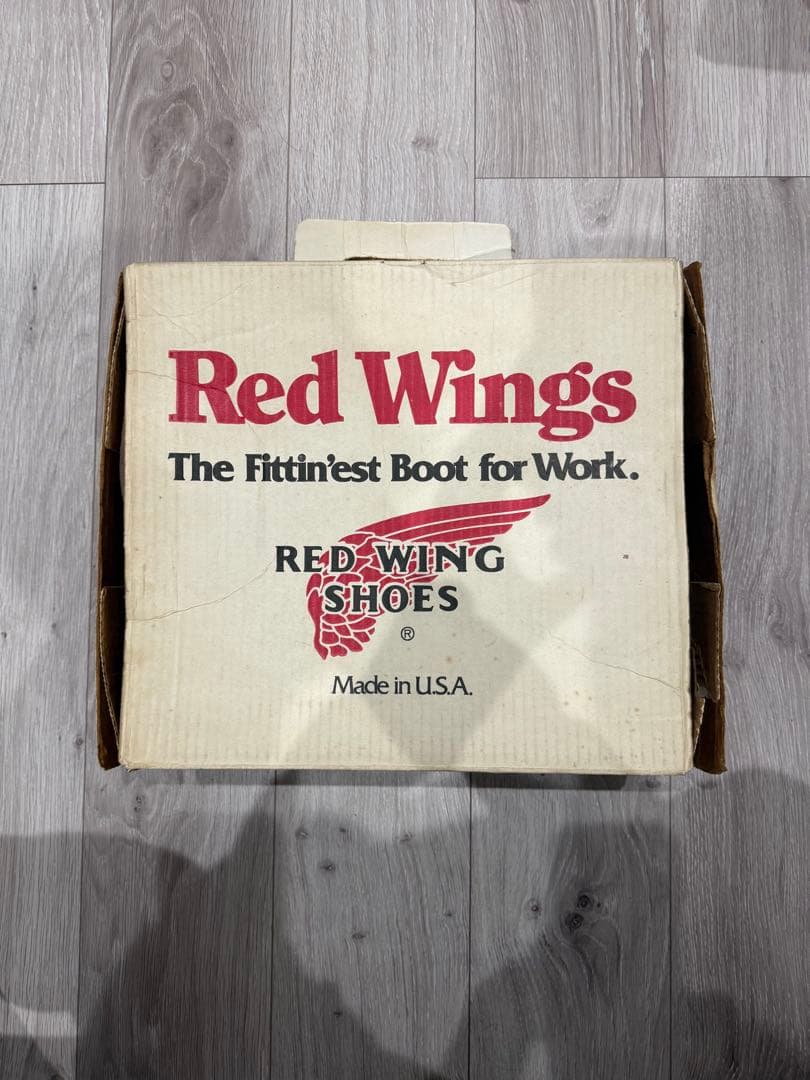 Red Wings
The Fittin'est Boot for Work.
RED WING
SHOES
®
Made in U.S.A.